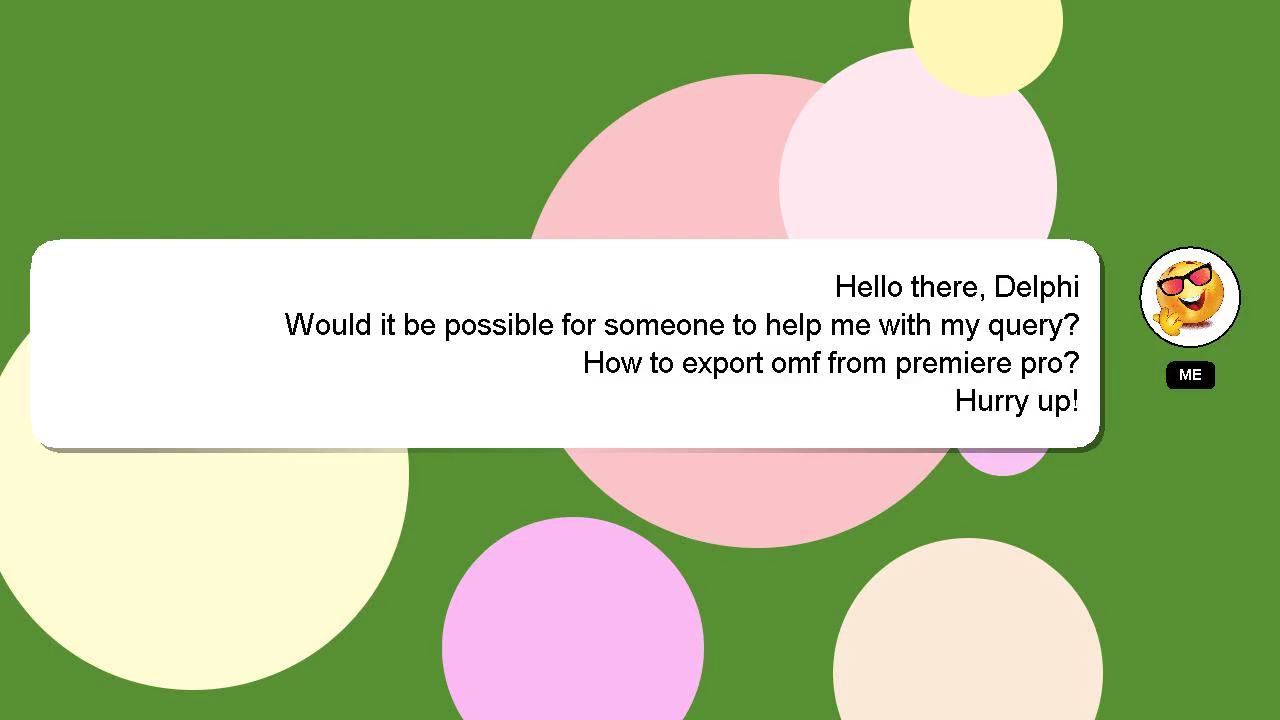 Hello there, Delphi
Would it be possible for someone to help me with my query?
How to export omf from premiere pro?
Hurry up!
ME